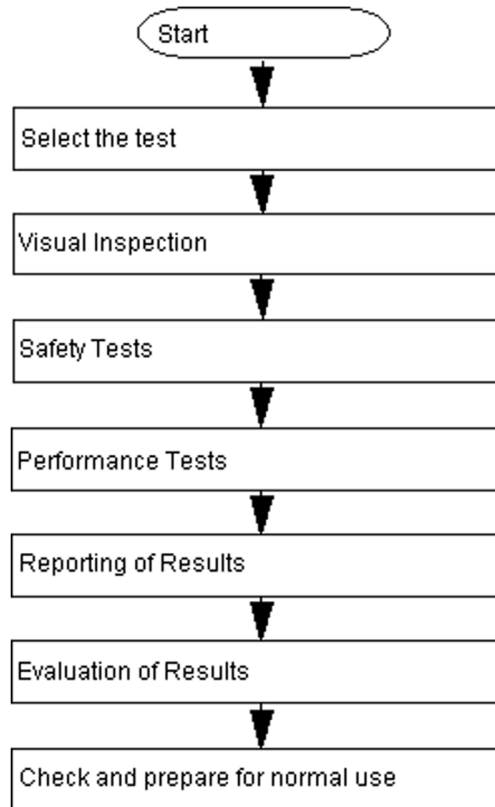 Start
Select the test
Visual Inspection
Safety Tests
Performance Tests
Reporting of Results
Evaluation of Results
Check and prepare for normal use